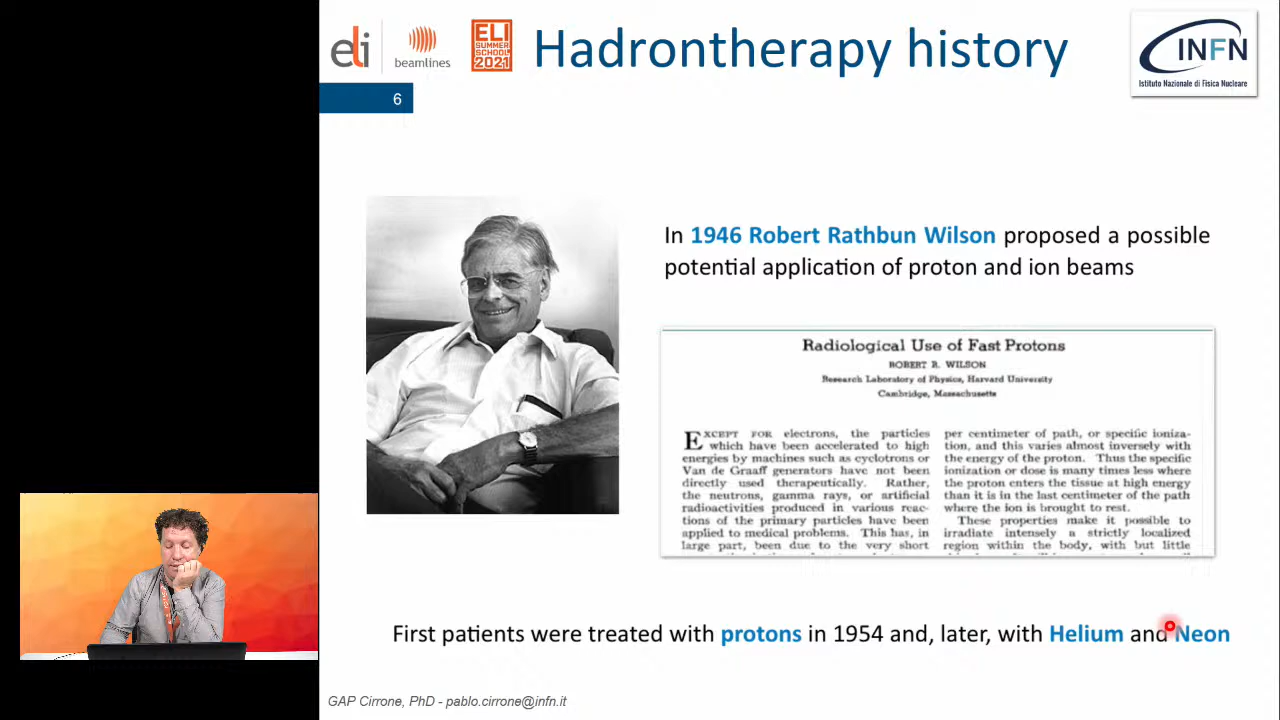 eli
beamlines
ELI
SUMMER
SCHOOL
2021
Hadrontherapy history
INFN
Istituto Nazionale di Fisica Nucleare
6
In 1946 Robert Rathbun Wilson proposed a possible
potential application of proton and ion beams
Radiological Use of Fast Protons
ROBERT R. WILSON
Research Laboratory of Physics, Harvard University
Cambridge, Massachusetts
EXCEPT FOR electrons, the particles
which have been accelerated to high
energies by machines such as cyclotrons or
Van de Graaff generators have not been
directly used therapeutically. Rather,
the neutrons, gamma rays, or artificial
radioactivities produced in various reac-
tions of the primary particles have been
applied to medical problems. This has, in
large part, been due to the very short
per centimeter of path, or specific ioniza-
tion, and this varies almost inversely with
the energy of the proton. Thus the specific
ionization or dose is many times less where
the proton enters the tissue at high energy
than it is in the last centimeter of the path
where the ion is brought to rest.
These properties make it possible to
irradiate intensely a strictly localized
region within the body, with but little
First patients were treated with protons in 1954 and, later, with Helium and Neon
GAP Cirrone, PhD - pablo.cirrone@infn.it